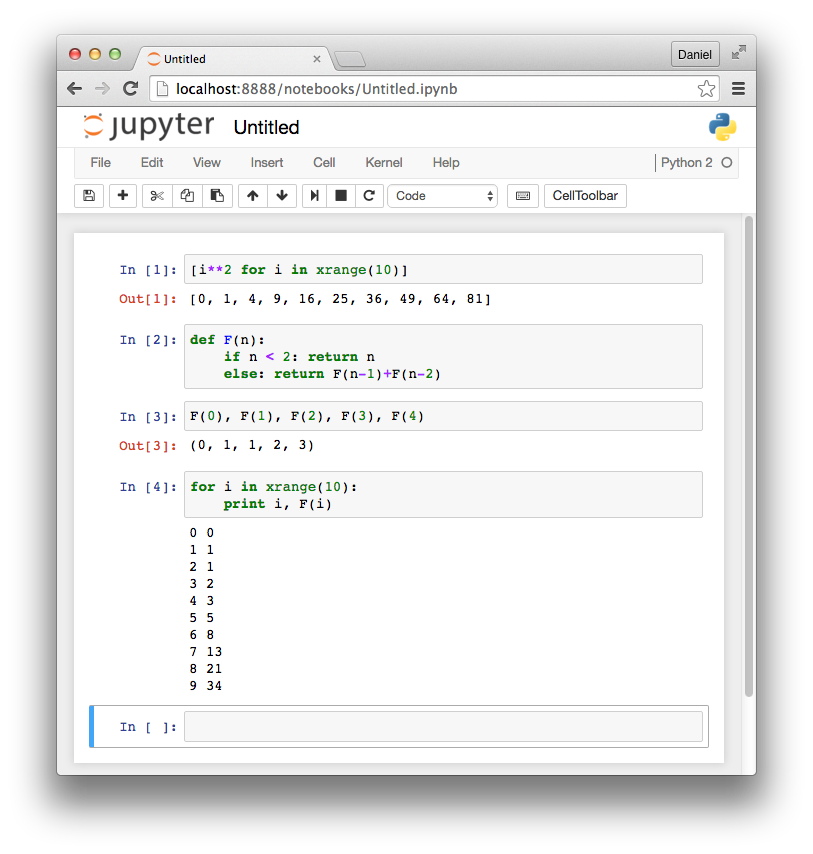 Untitled
Daniel
localhost:8888/notebooks/Untitled.ipynb
jupyter Untitled
File Edit View Insert Cell Kernel Help Python 2
Code CellToolbar
In [1]: [i**2 for i in xrange(10)]
Out[1]: [0, 1, 4, 9, 16, 25, 36, 49, 64, 81]
In [2]: def F(n):
    if n < 2: return n
    else: return F(n-1)+F(n-2)
In [3]: F(0), F(1), F(2), F(3), F(4)
Out[3]: (0, 1, 1, 2, 3)
In [4]: for i in xrange(10):
    print i, F(i)
0 0
1 1
2 1
3 2
4 3
5 5
6 8
7 13
8 21
9 34
In [ ]: